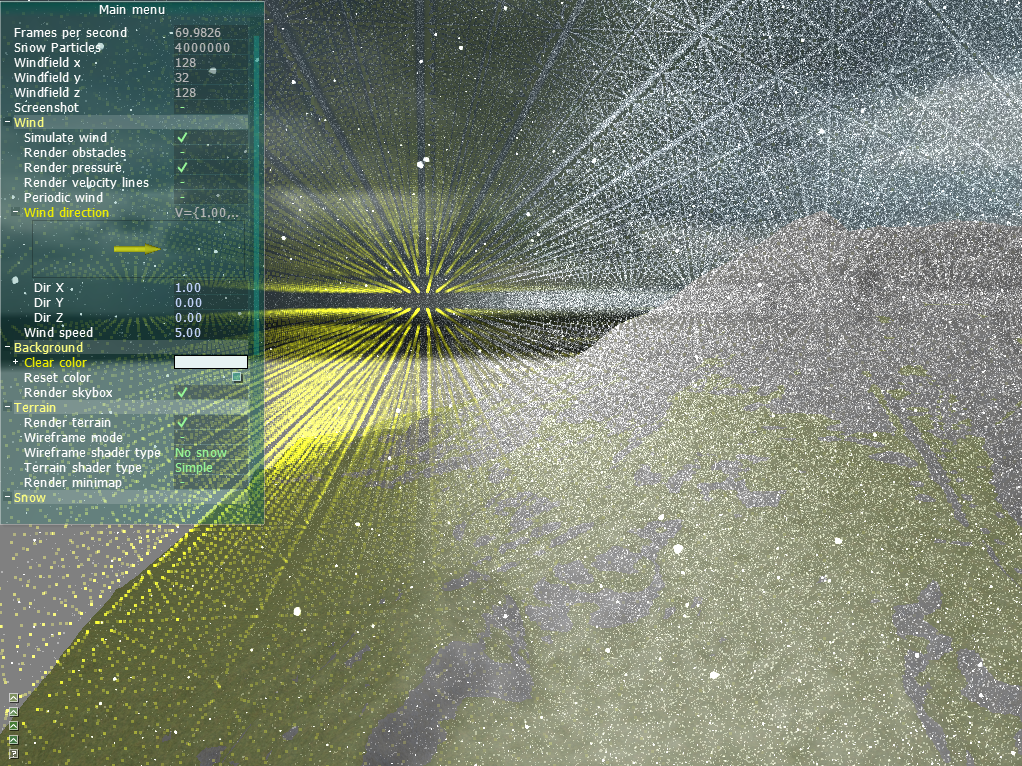 Main menu
Frames per second 69.9826
Snow Particles 4000000
Windfield x 128
Windfield y 32
Windfield z 128
Screenshot -
- Wind
Simulate wind ✓
Render obstacles -
Render pressure ✓
Render velocity lines -
Periodic wind -
- Wind direction V={1.00,..
Dir X 1.00
Dir Y 0.00
Dir Z 0.00
Wind speed 5.00
- Background
+ Clear color
Reset color
Render skybox ✓
- Terrain
Render terrain ✓
Wireframe mode -
Wireframe shader type No snow
Terrain shader type Simple
Render minimap -
- Snow
?